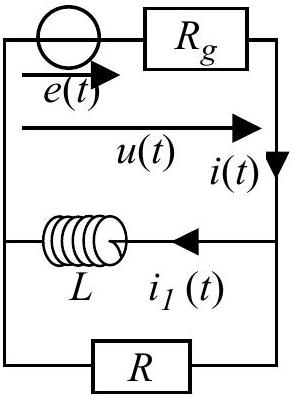 R_g
e(t)
u(t)
i(t)
L i_1 (t)
R